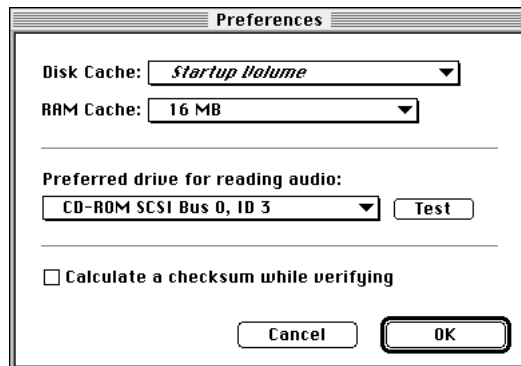 Preferences
Disk Cache: Startup Volume
RAM Cache: 16 MB
Preferred drive for reading audio:
CD-ROM SCSI Bus 0, ID 3 Test
Calculate a checksum while verifying
Cancel OK